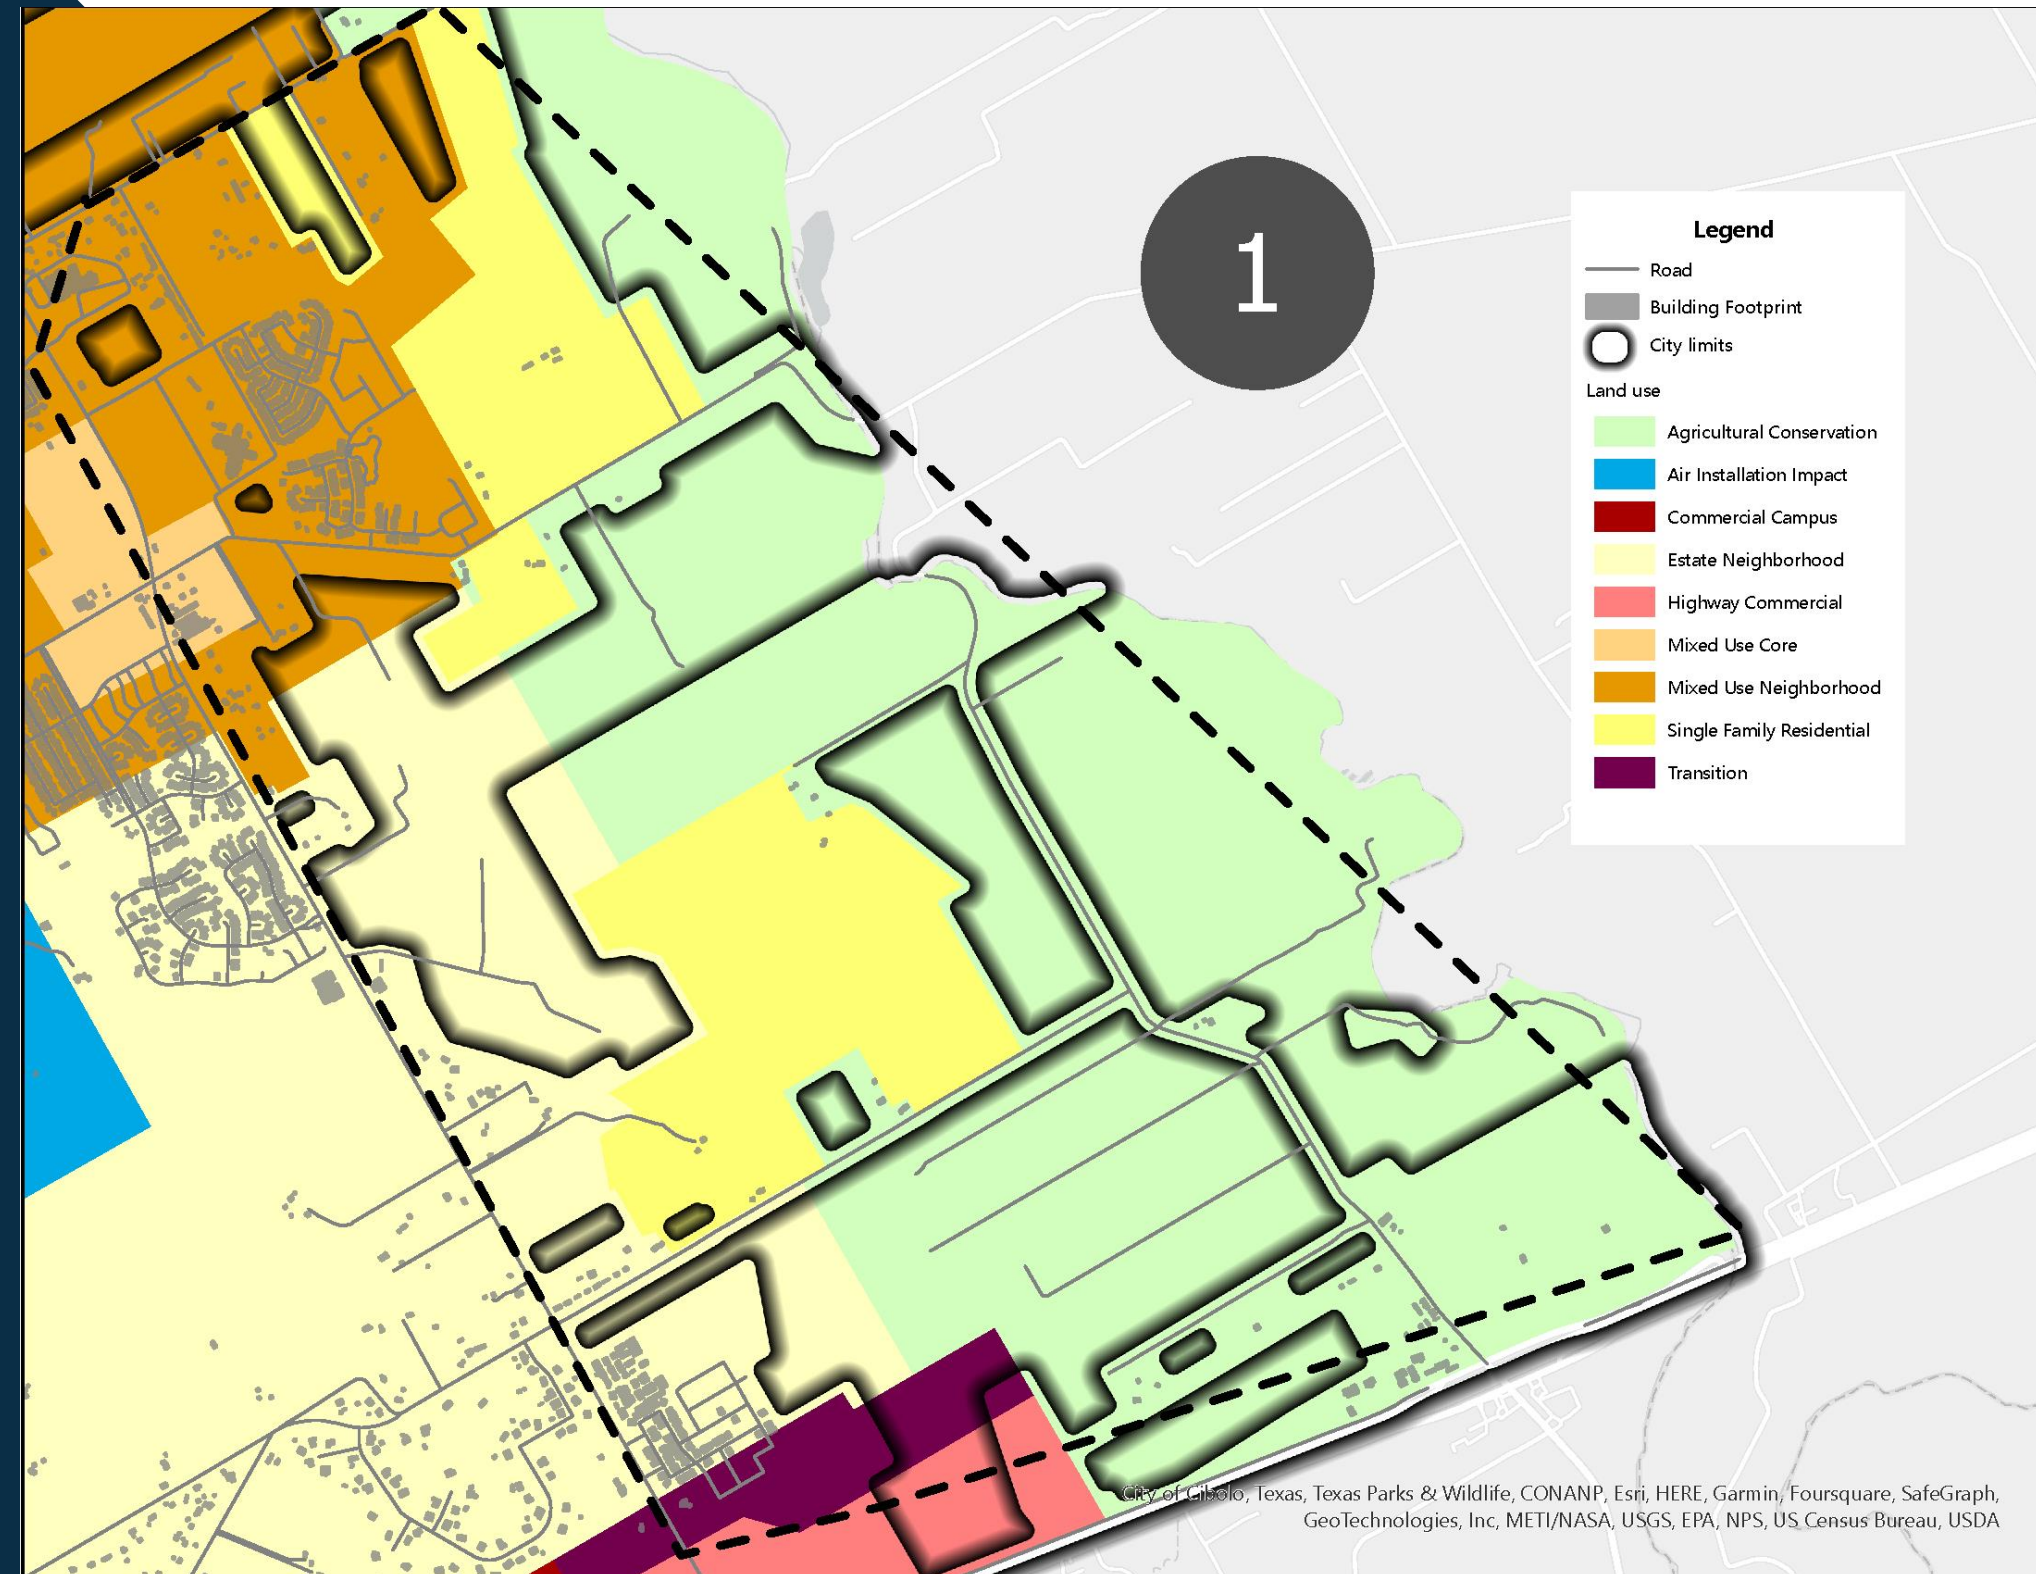 1
Legend
Road
Building Footprint
City limits
Land use
Agricultural Conservation
Air Installation Impact
Commercial Campus
Estate Neighborhood
Highway Commercial
Mixed Use Core
Mixed Use Neighborhood
Single Family Residential
Transition
City of Cibolo, Texas, Texas Parks & Wildlife, CONANP, Esri, HERE, Garmin, Foursquare, SafeGraph,
GeoTechnologies, Inc, METI/NASA, USGS, EPA, NPS, US Census Bureau, USDA